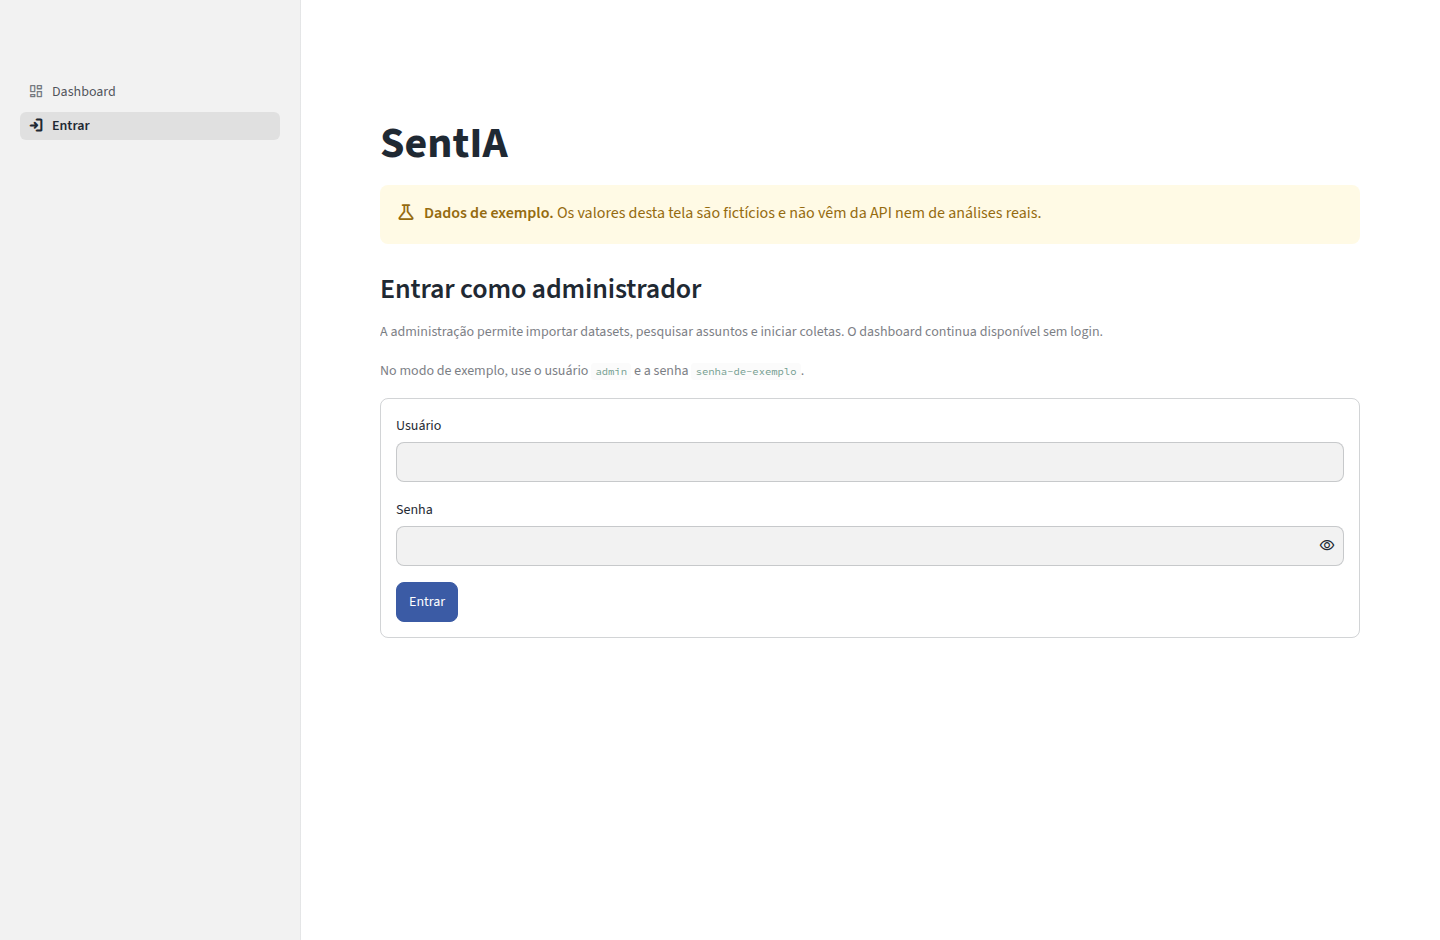 Dashboard
Entrar
SentIA
Dados de exemplo. Os valores desta tela são fictícios e não vêm da API nem de análises reais.
Entrar como administrador
A administração permite importar datasets, pesquisar assuntos e iniciar coletas. O dashboard continua disponível sem login.
No modo de exemplo, use o usuário admin e a senha senha-de-exemplo.
Usuário
Senha
Entrar